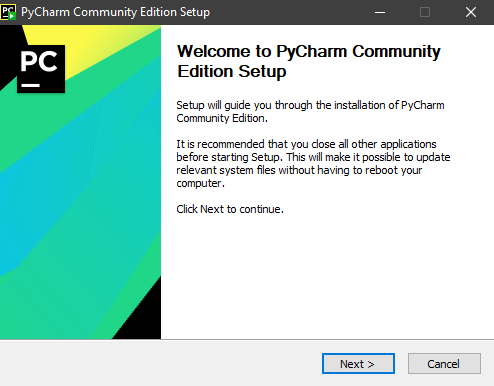 PC PyCharm Community Edition Setup
PC
Welcome to PyCharm Community
Edition Setup
Setup will guide you through the installation of PyCharm
Community Edition.
It is recommended that you close all other applications
before starting Setup. This will make it possible to update
relevant system files without having to reboot your
computer.
Click Next to continue.
Next > Cancel